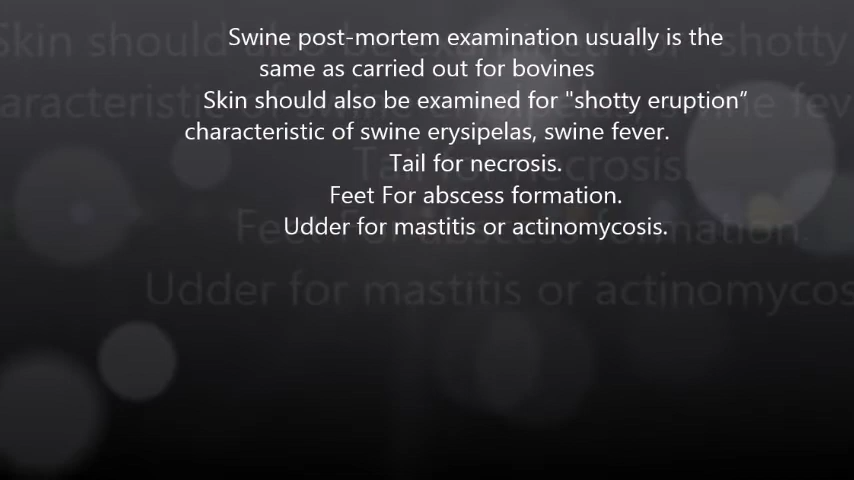 Swine post-mortem examination usually is the
same as carried out for bovines
Skin should also be examined for "shotty eruption”
characteristic of swine erysipelas, swine fever.
Tail for necrosis.
Feet For abscess formation.
Udder for mastitis or actinomycosis.